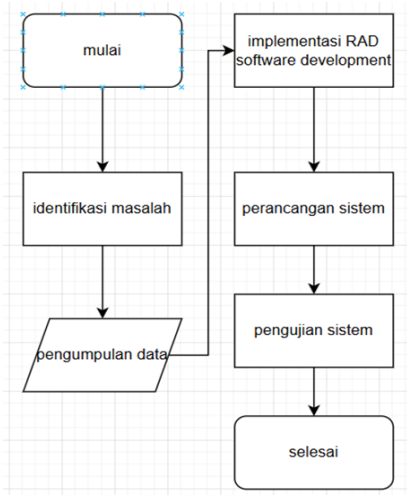 mulai
identifikasi masalah
pengumpulan data
implementasi RAD
software development
perancangan sistem
pengujian sistem
selesai